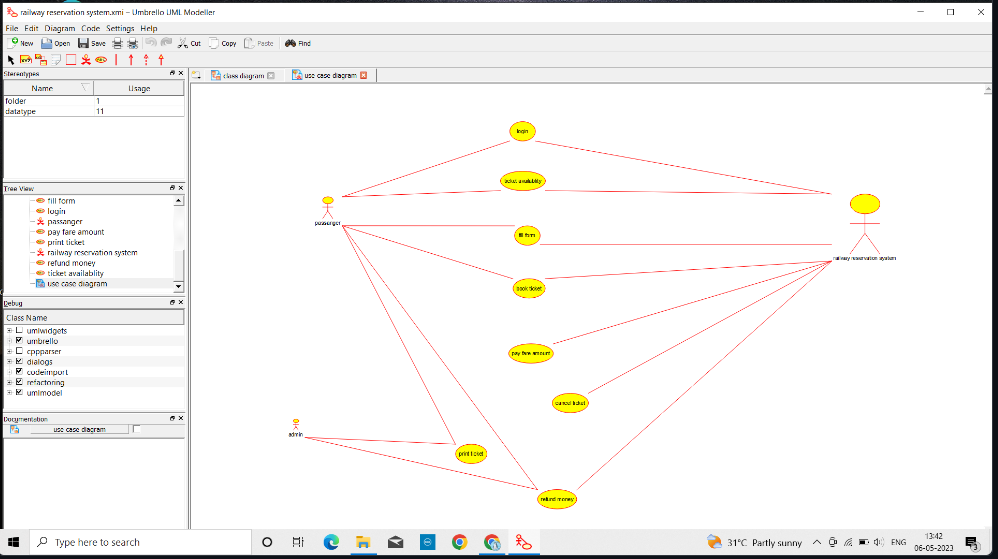 railway reservation system.xmi – Umbrello UML Modeller
File Edit Diagram Code Settings Help
New Open Save Cut Copy Paste Find
Stereotypes
Name Usage
folder 1
datatype 11
class diagram use case diagram
Tree View
fill form
login
passanger
pay fare amount
print ticket
railway reservation system
refund money
ticket availablity
use case diagram
Debug
Class Name
umlwidgets
umbrello
cppparser
dialogs
codeimport
refactoring
umlmodel
Documentation
use case diagram
login
ticket availablity
passanger
fill form
railway reservation system
book ticket
pay fare amount
cancel ticket
admin
print ticket
refund money
Type here to search
31°C Partly sunny
ENG
13:42
06-05-2023
3